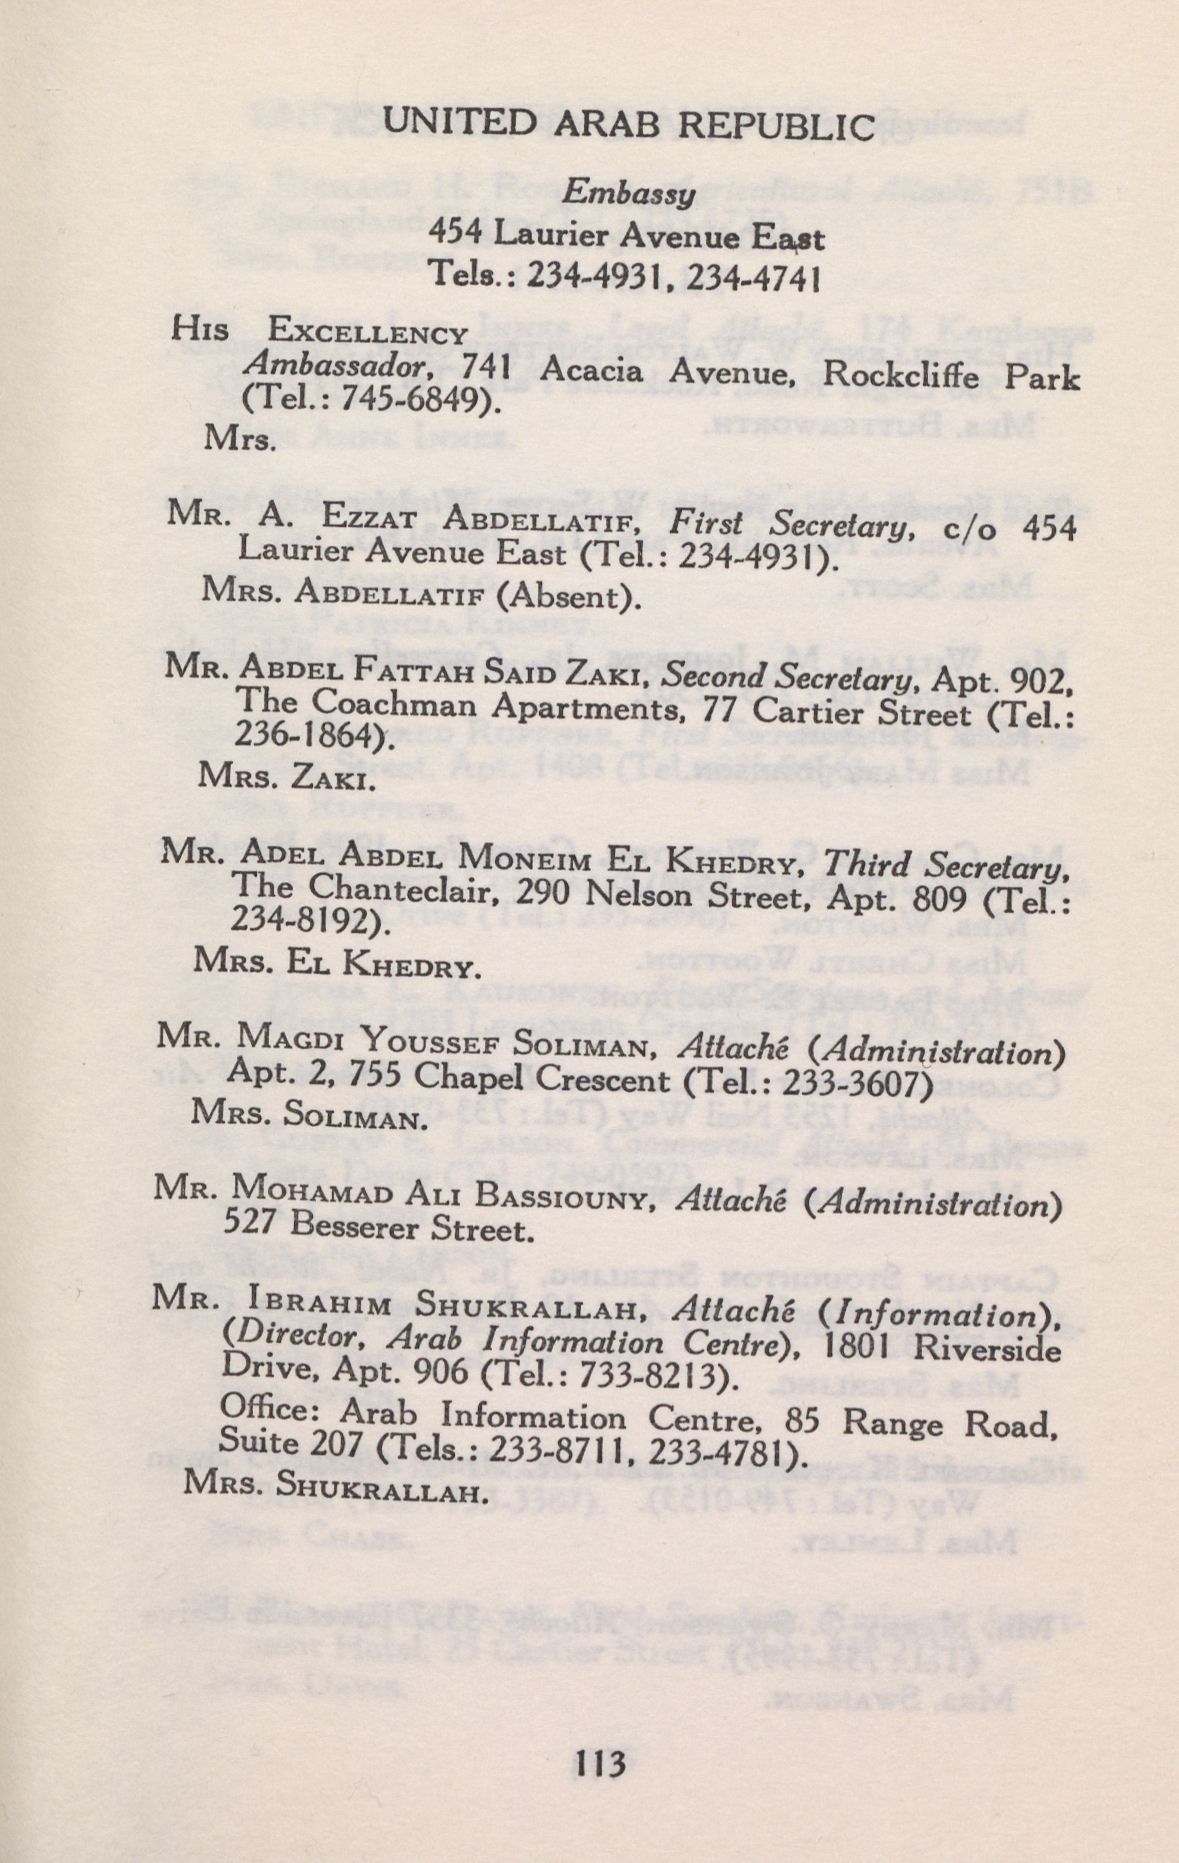 UNITED ARAB REPUBLIC
Embassy
454 Laurier Avenue East
Tels.: 234-4931, 234-4741
HIS EXCELLENCY
Ambassador, 741 Acacia Avenue, Rockcliffe Park
(Tel.: 745-6849).
Mrs.
MR. A. EZZAT ABDELLATIF, First Secretary, c/o 454
Laurier Avenue East (Tel.: 234-4931).
MRS. ABDELLATIF (Absent).
MR. ABDEL FATTAH SAID ZAKI, Second Secretary, Apt. 902,
The Coachman Apartments, 77 Cartier Street (Tel.:
236-1864).
MRS. ZAKI.
MR. ADEL ABDEL MONEIM EL KHEDRY, Third Secretary,
The Chanteclair, 290 Nelson Street, Apt. 809 (Tel.:
234-8192).
MRS. EL KHEDRY.
MR. MAGDI YOUSSEF SOLIMAN, Attaché (Administration)
Apt. 2, 755 Chapel Crescent (Tel.: 233-3607)
MRS. SOLIMAN.
MR. MOHAMAD ALI BASSIOUNY, Attaché (Administration)
527 Besserer Street.
MR. IBRAHIM SHUKRALLAH, Attaché (Information),
(Director, Arab Information Centre), 1801 Riverside
Drive, Apt. 906 (Tel.: 733-8213).
Office: Arab Information Centre, 85 Range Road,
Suite 207 (Tels.: 233-8711, 233-4781).
MRS. SHUKRALLAH.
113